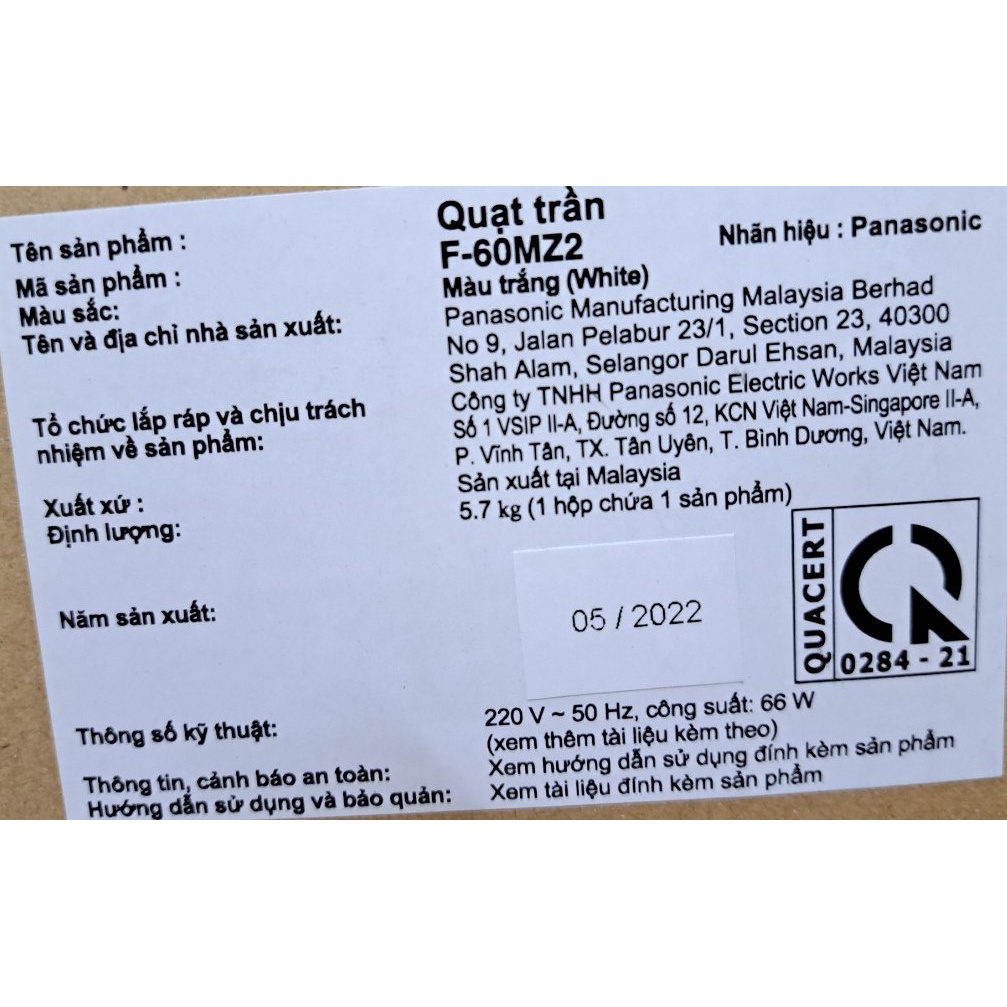 Tên sản phẩm : Quạt trần
Mã sản phẩm : F-60MZ2 Nhãn hiệu : Panasonic
Màu sắc: Màu trắng (White)
Tên và địa chỉ nhà sản xuất: Panasonic Manufacturing Malaysia Berhad
No 9, Jalan Pelabur 23/1, Section 23, 40300
Shah Alam, Selangor Darul Ehsan, Malaysia
Tổ chức lắp ráp và chịu trách Công ty TNHH Panasonic Electric Works Việt Nam
nhiệm về sản phẩm: Số 1 VSIP II-A, Đường số 12, KCN Việt Nam-Singapore II-A,
P. Vĩnh Tân, TX. Tân Uyên, T. Bình Dương, Việt Nam.
Xuất xứ : Sản xuất tại Malaysia
Định lượng: 5.7 kg (1 hộp chứa 1 sản phẩm)
Năm sản xuất: 05 / 2022
QUACERT
0284 - 21
Thông số kỹ thuật: 220 V ~ 50 Hz, công suất: 66 W
(xem thêm tài liệu kèm theo)
Thông tin, cảnh báo an toàn: Xem hướng dẫn sử dụng đính kèm sản phẩm
Hướng dẫn sử dụng và bảo quản: Xem tài liệu đính kèm sản phẩm